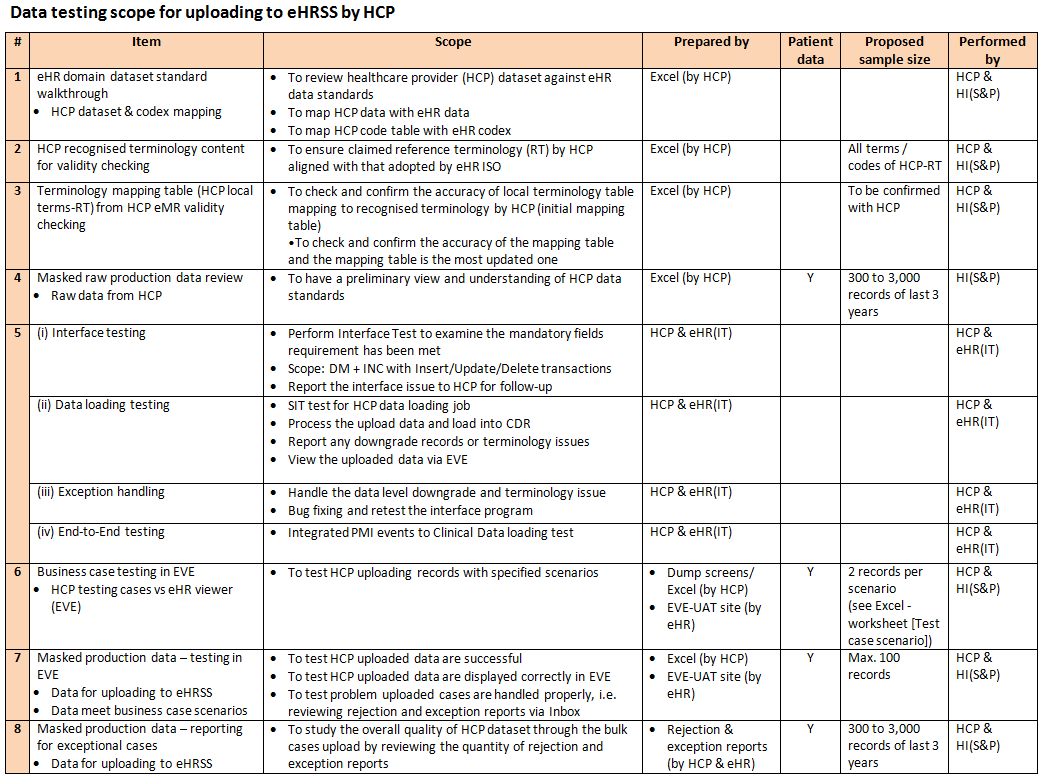 Data testing scope for uploading to eHRSS by HCP
# Item Scope Prepared by Patient data Proposed sample size Performed by
1
eHR domain dataset standard
walkthrough
• HCP dataset & codex mapping
• To review healthcare provider (HCP) dataset against eHR
data standards
• To map HCP data with eHR data
• To map HCP code table with eHR codex
Excel (by HCP)
HCP &
HI(S&P)
2
HCP recognised terminology content
for validity checking
• To ensure claimed reference terminology (RT) by HCP
aligned with that adopted by eHR ISO
Excel (by HCP)
All terms /
codes of HCP-RT
HCP &
HI(S&P)
3
Terminology mapping table (HCP local
terms-RT) from HCP eMR validity
checking
• To check and confirm the accuracy of local terminology table
mapping to recognised terminology by HCP (initial mapping
table)
•To check and confirm the accuracy of the mapping table
and the mapping table is the most updated one
Excel (by HCP)
To be confirmed
with HCP
HCP &
HI(S&P)
4
Masked raw production data review
• Raw data from HCP
• To have a preliminary view and understanding of HCP data
standards
Excel (by HCP)
Y
300 to 3,000
records of last 3
years
HI(S&P)
5
(i) Interface testing
• Perform Interface Test to examine the mandatory fields
requirement has been met
• Scope: DM + INC with Insert/Update/Delete transactions
• Report the interface issue to HCP for follow-up
HCP & eHR(IT)
HCP &
eHR(IT)
(ii) Data loading testing
• SIT test for HCP data loading job
• Process the upload data and load into CDR
• Report any downgrade records or terminology issues
• View the uploaded data via EVE
HCP & eHR(IT)
HCP &
eHR(IT)
(iii) Exception handling
• Handle the data level downgrade and terminology issue
• Bug fixing and retest the interface program
HCP & eHR(IT)
HCP &
eHR(IT)
(iv) End-to-End testing
• Integrated PMI events to Clinical Data loading test
HCP & eHR(IT)
HCP &
eHR(IT)
6
Business case testing in EVE
• HCP testing cases vs eHR viewer
(EVE)
• To test HCP uploading records with specified scenarios
• Dump screens/
Excel (by HCP)
• EVE-UAT site (by
eHR)
Y
2 records per
scenario
(see Excel -
worksheet [Test
case scenario])
HCP &
HI(S&P)
7
Masked production data – testing in
EVE
• Data for uploading to eHRSS
• Data meet business case scenarios
• To test HCP uploaded data are successful
• To test HCP uploaded data are displayed correctly in EVE
• To test problem uploaded cases are handled properly, i.e.
reviewing rejection and exception reports via Inbox
• Excel (by HCP)
• EVE-UAT site (by
eHR)
Y
Max. 100
records
HCP &
HI(S&P)
8
Masked production data – reporting
for exceptional cases
• Data for uploading to eHRSS
• To study the overall quality of HCP dataset through the bulk
cases upload by reviewing the quantity of rejection and
exception reports
• Rejection &
exception reports
(by HCP & eHR)
Y
300 to 3,000
records of last 3
years
HCP &
HI(S&P)